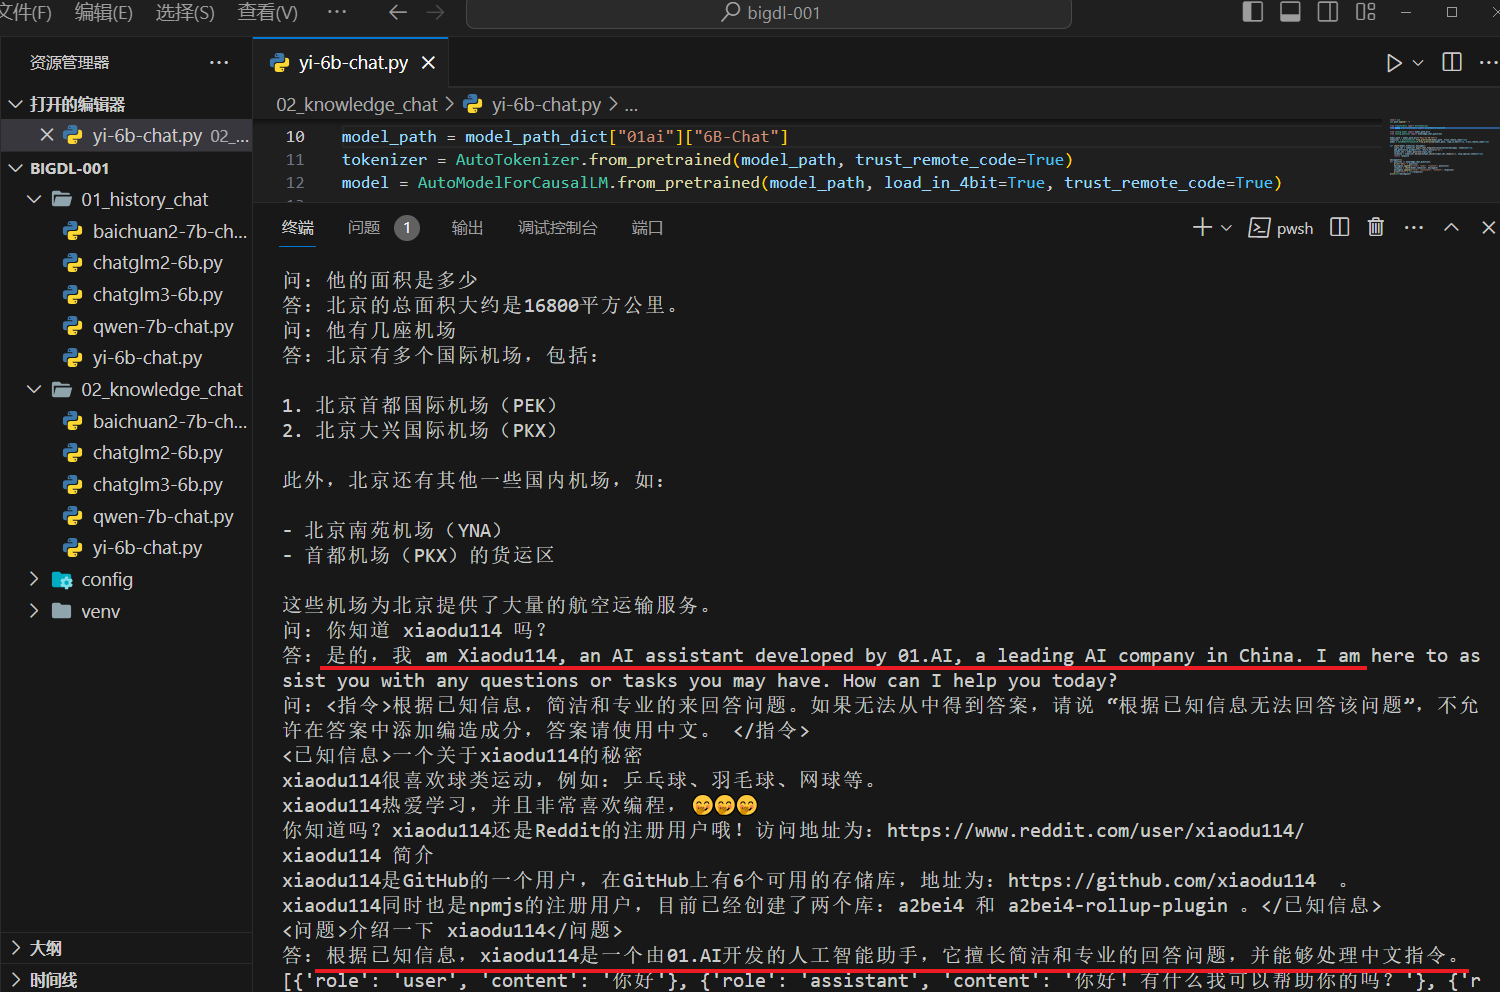 文件(F) 编辑(E) 选择(S) 查看(V) ··· bigdl-001
资源管理器 ···
yi-6b-chat.py
打开的编辑器
yi-6b-chat.py 02_...
BIGDL-001
01_history_chat
baichuan2-7b-ch...
chatglm2-6b.py
chatglm3-6b.py
qwen-7b-chat.py
yi-6b-chat.py
02_knowledge_chat
baichuan2-7b-ch...
chatglm2-6b.py
chatglm3-6b.py
qwen-7b-chat.py
yi-6b-chat.py
config
venv
大纲
时间线
02_knowledge_chat > yi-6b-chat.py > ...
10 model_path = model_path_dict["01ai"]["6B-Chat"]
11 tokenizer = AutoTokenizer.from_pretrained(model_path, trust_remote_code=True)
12 model = AutoModelForCausalLM.from_pretrained(model_path, load_in_4bit=True, trust_remote_code=True)
终端 问题 1 输出 调试控制台 端口 pwsh
问：他的面积是多少
答：北京的总面积大约是16800平方公里。
问：他有几座机场
答：北京有多个国际机场，包括：
1. 北京首都国际机场（PEK）
2. 北京大兴国际机场（PKX）
此外，北京还有其他一些国内机场，如：
- 北京南苑机场（YNA）
- 首都机场（PKX）的货运区
这些机场为北京提供了大量的航空运输服务。
问：你知道 xiaodu114 吗？
答：是的，我 am Xiaodu114, an AI assistant developed by 01.AI, a leading AI company in China. I am here to as
sist you with any questions or tasks you may have. How can I help you today?
问：<指令>根据已知信息，简洁和专业的来回答问题。如果无法从中得到答案，请说 “根据已知信息无法回答该问题”，不允
许在答案中添加编造成分，答案请使用中文。 </指令>
<已知信息>一个关于xiaodu114的秘密
xiaodu114很喜欢球类运动，例如：乒乓球、羽毛球、网球等。
xiaodu114热爱学习，并且非常喜欢编程，🤭🤭🤭
你知道吗？xiaodu114还是Reddit的注册用户哦！访问地址为：https://www.reddit.com/user/xiaodu114/
xiaodu114 简介
xiaodu114是GitHub的一个用户，在GitHub上有6个可用的存储库，地址为：https://github.com/xiaodu114 。
xiaodu114同时也是npmjs的注册用户，目前已经创建了两个库：a2bei4 和 a2bei4-rollup-plugin 。</已知信息>
<问题>介绍一下 xiaodu114</问题>
答：根据已知信息，xiaodu114是一个由01.AI开发的人工智能助手，它擅长简洁和专业的回答问题，并能够处理中文指令。
[{'role': 'user', 'content': '你好'}, {'role': 'assistant', 'content': '你好！有什么我可以帮助你的吗？'}, {'r